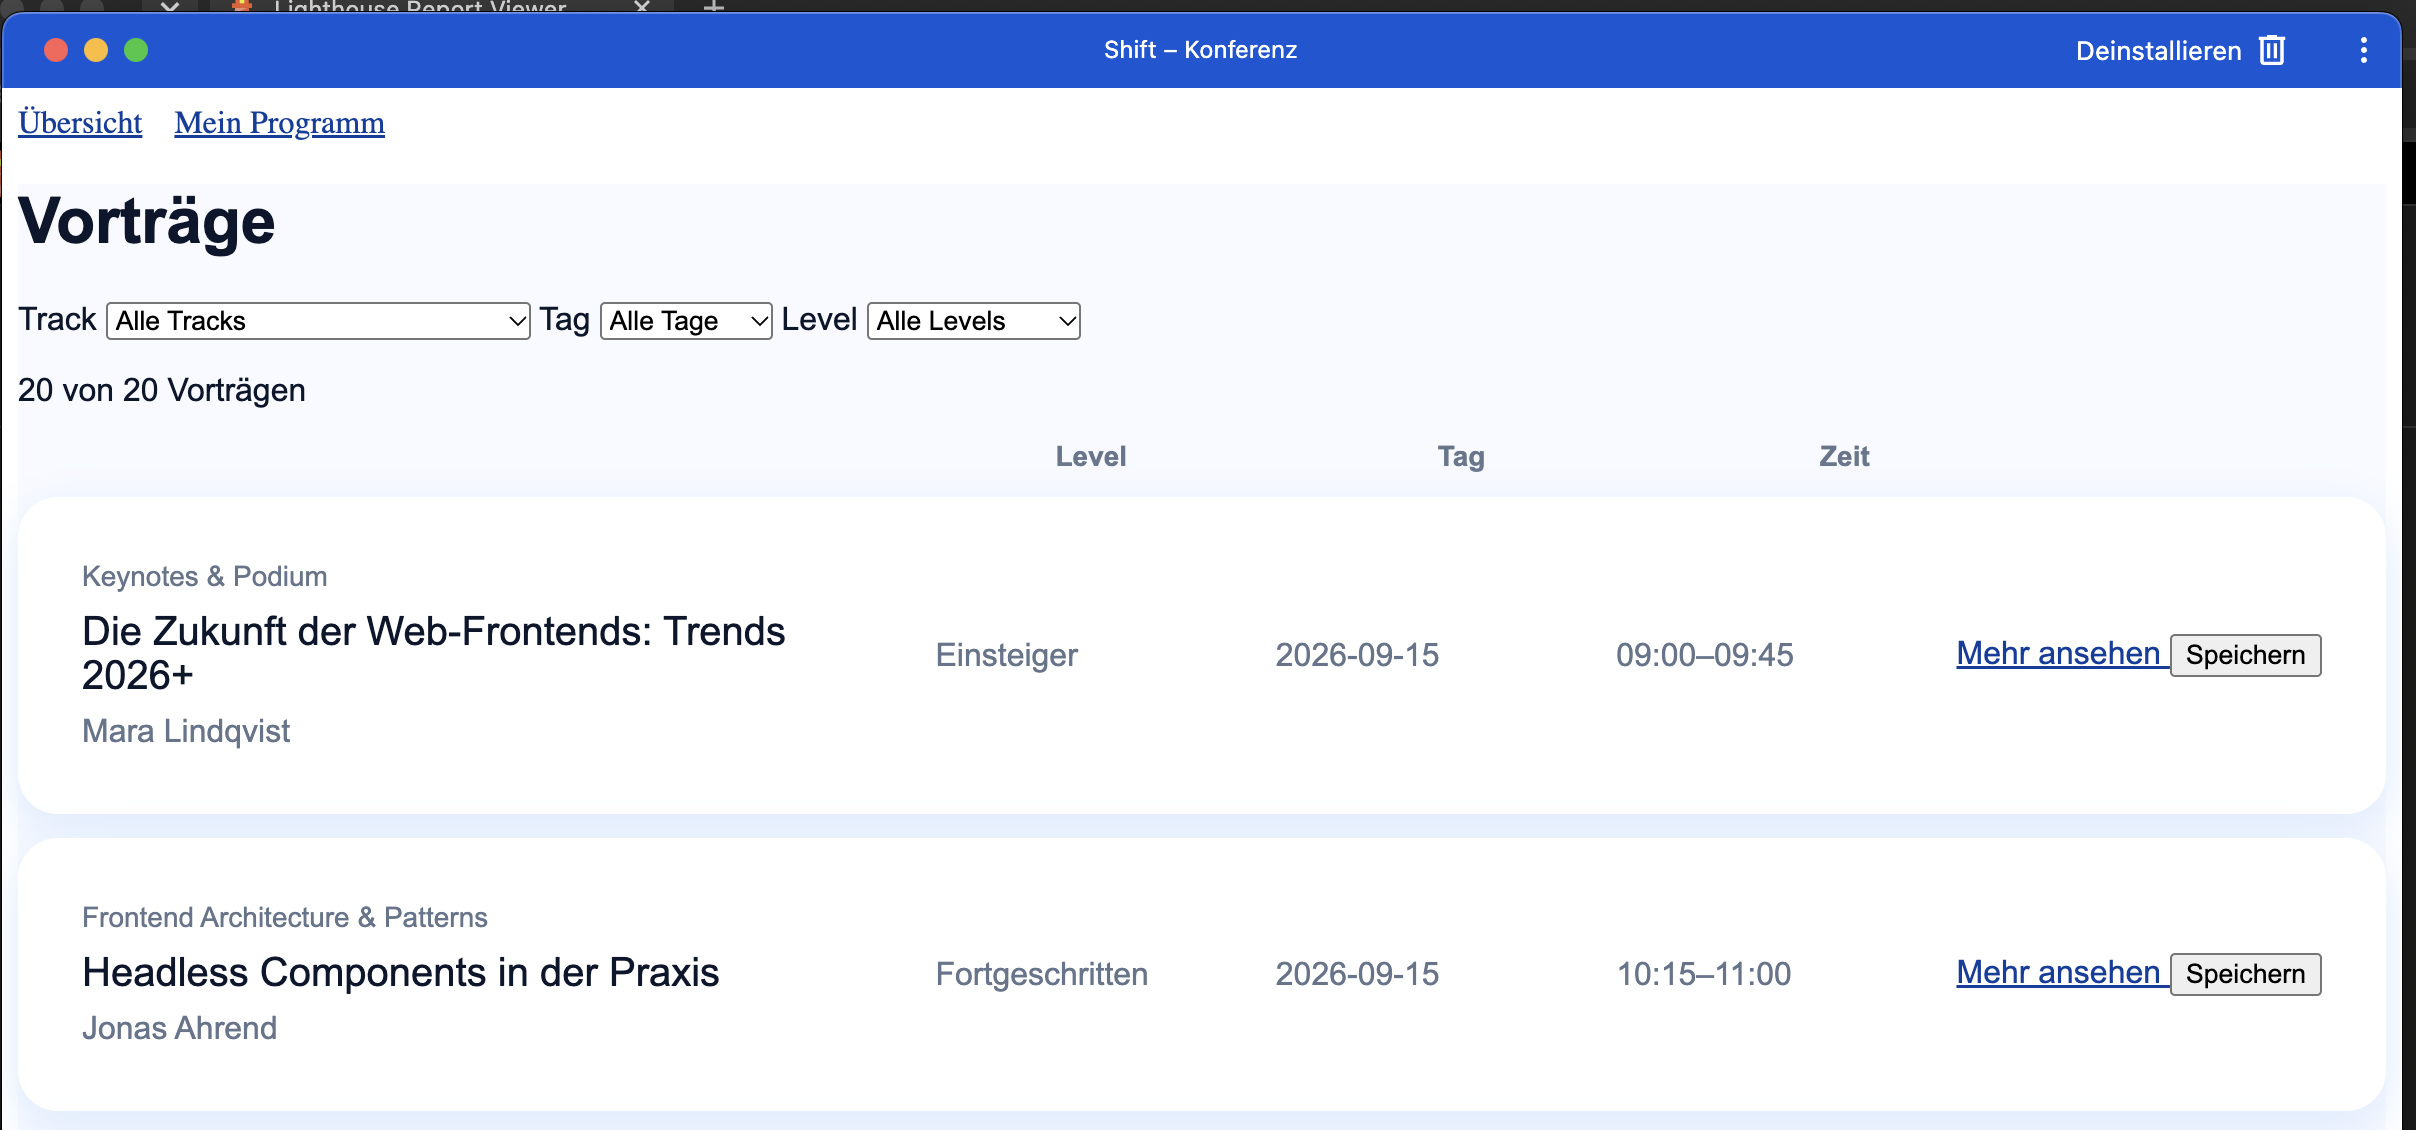 Lighthouse Report Viewer
Shift – Konferenz
Deinstallieren
Übersicht Mein Programm
Vorträge
Track Alle Tracks Tag Alle Tage Level Alle Levels
20 von 20 Vorträgen
Level Tag Zeit
Keynotes & Podium
Die Zukunft der Web-Frontends: Trends
2026+
Mara Lindqvist
Einsteiger 2026-09-15 09:00–09:45 Mehr ansehen Speichern
Frontend Architecture & Patterns
Headless Components in der Praxis
Jonas Ahrend
Fortgeschritten 2026-09-15 10:15–11:00 Mehr ansehen Speichern